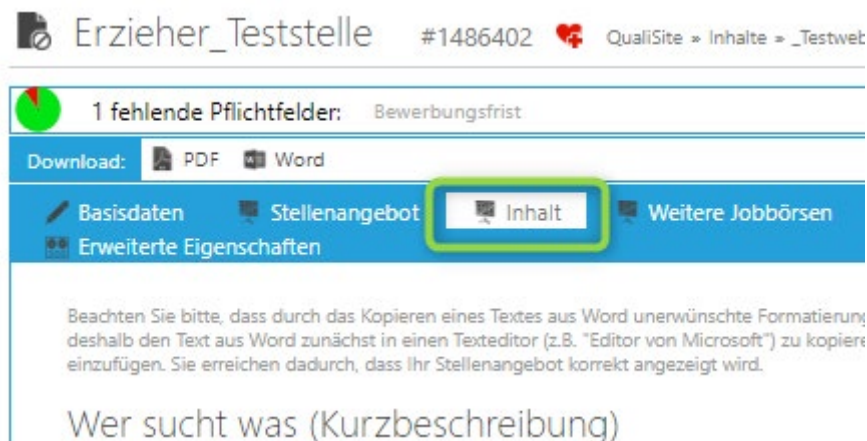 Erzieher_Teststelle #1486402 QualiSite » Inhalte » _Testweb
1 fehlende Pflichtfelder: Bewerbungsfrist
Download: PDF Word
Basisdaten Stellenangebot Inhalt Weitere Jobbörsen
Erweiterte Eigenschaften
Beachten Sie bitte, dass durch das Kopieren eines Textes aus Word unerwünschte Formatierung
deshalb den Text aus Word zunächst in einen Texteditor (z.B. "Editor von Microsoft") zu kopiere
einzufügen. Sie erreichen dadurch, dass Ihr Stellenangebot korrekt angezeigt wird.
Wer sucht was (Kurzbeschreibung)